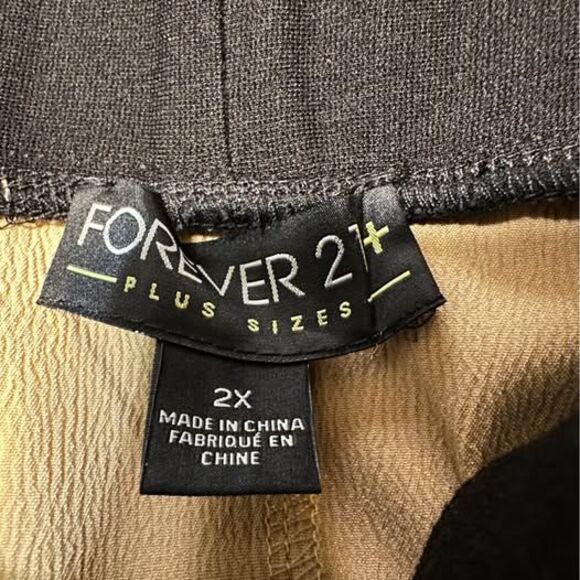 FOREVER 21+
PLUS SIZES
2X
MADE IN CHINA
FABRIQUÉ EN
CHINE